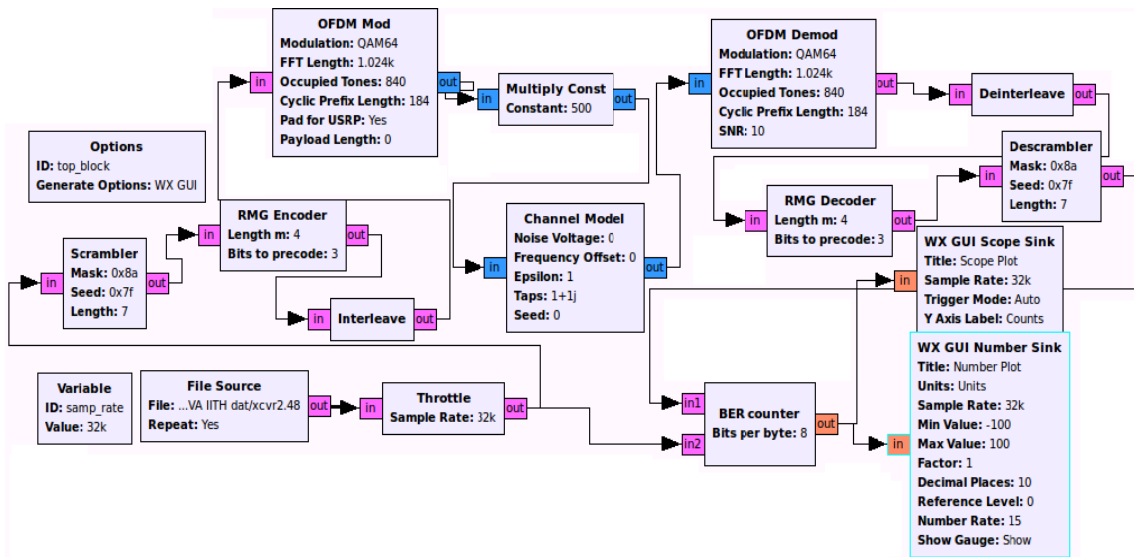 OFDM Mod
in
Modulation: QAM64
FFT Length: 1.024k
Occupied Tones: 840
Cyclic Prefix Length: 184
Pad for USRP: Yes
Payload Length: 0
out
in
Multiply Const
Constant: 500
out
OFDM Demod
in
Modulation: QAM64
FFT Length: 1.024k
Occupied Tones: 840
Cyclic Prefix Length: 184
SNR: 10
out
in
Deinterleave
out
Options
ID: top_block
Generate Options: WX GUI
Descrambler
in
Mask: 0x8a
Seed: 0x7f
Length: 7
out
RMG Encoder
in
Length m: 4
Bits to precode: 3
out
Channel Model
in
Noise Voltage: 0
Frequency Offset: 0
Epsilon: 1
Taps: 1+1j
Seed: 0
out
RMG Decoder
in
Length m: 4
Bits to precode: 3
out
Scrambler
in
Mask: 0x8a
Seed: 0x7f
Length: 7
out
in
Interleave
out
WX GUI Scope Sink
in
Title: Scope Plot
Sample Rate: 32k
Trigger Mode: Auto
Y Axis Label: Counts
Variable
ID: samp_rate
Value: 32k
File Source
File: ...VA IITH dat/xcvr2.48
Repeat: Yes
out
in
Throttle
Sample Rate: 32k
out
in1
in2
BER counter
Bits per byte: 8
out
WX GUI Number Sink
in
Title: Number Plot
Units: Units
Sample Rate: 32k
Min Value: -100
Max Value: 100
Factor: 1
Decimal Places: 10
Reference Level: 0
Number Rate: 15
Show Gauge: Show